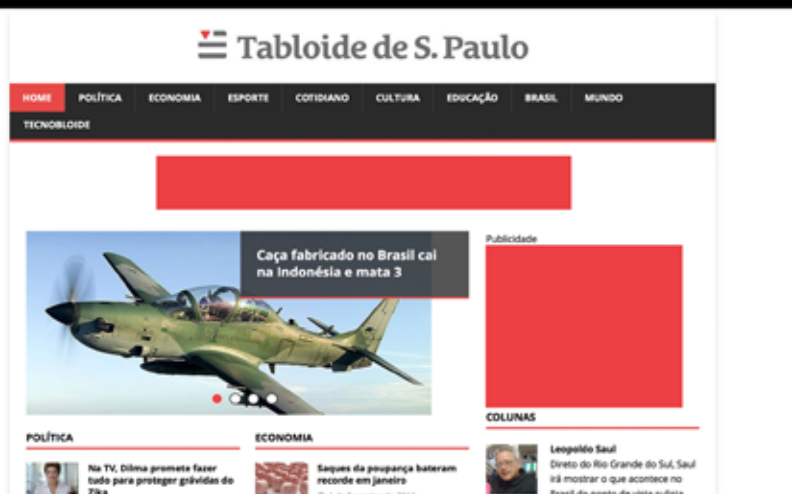 Tabloide de S. Paulo
HOME POLÍTICA ECONOMIA ESPORTE COTIDIANO CULTURA EDUCAÇÃO BRASIL MUNDO
TECNOBLOIDE
Caça fabricado no Brasil cai
na Indonésia e mata 3
Publicidade
COLUNAS
POLÍTICA
ECONOMIA
Na TV, Dilma promete fazer
tudo para proteger grávidas do
Zika
Saques da poupança bateram
recorde em janeiro
Leopoldo Saul
Direto do Rio Grande do Sul, Saul
irá mostrar o que acontece no